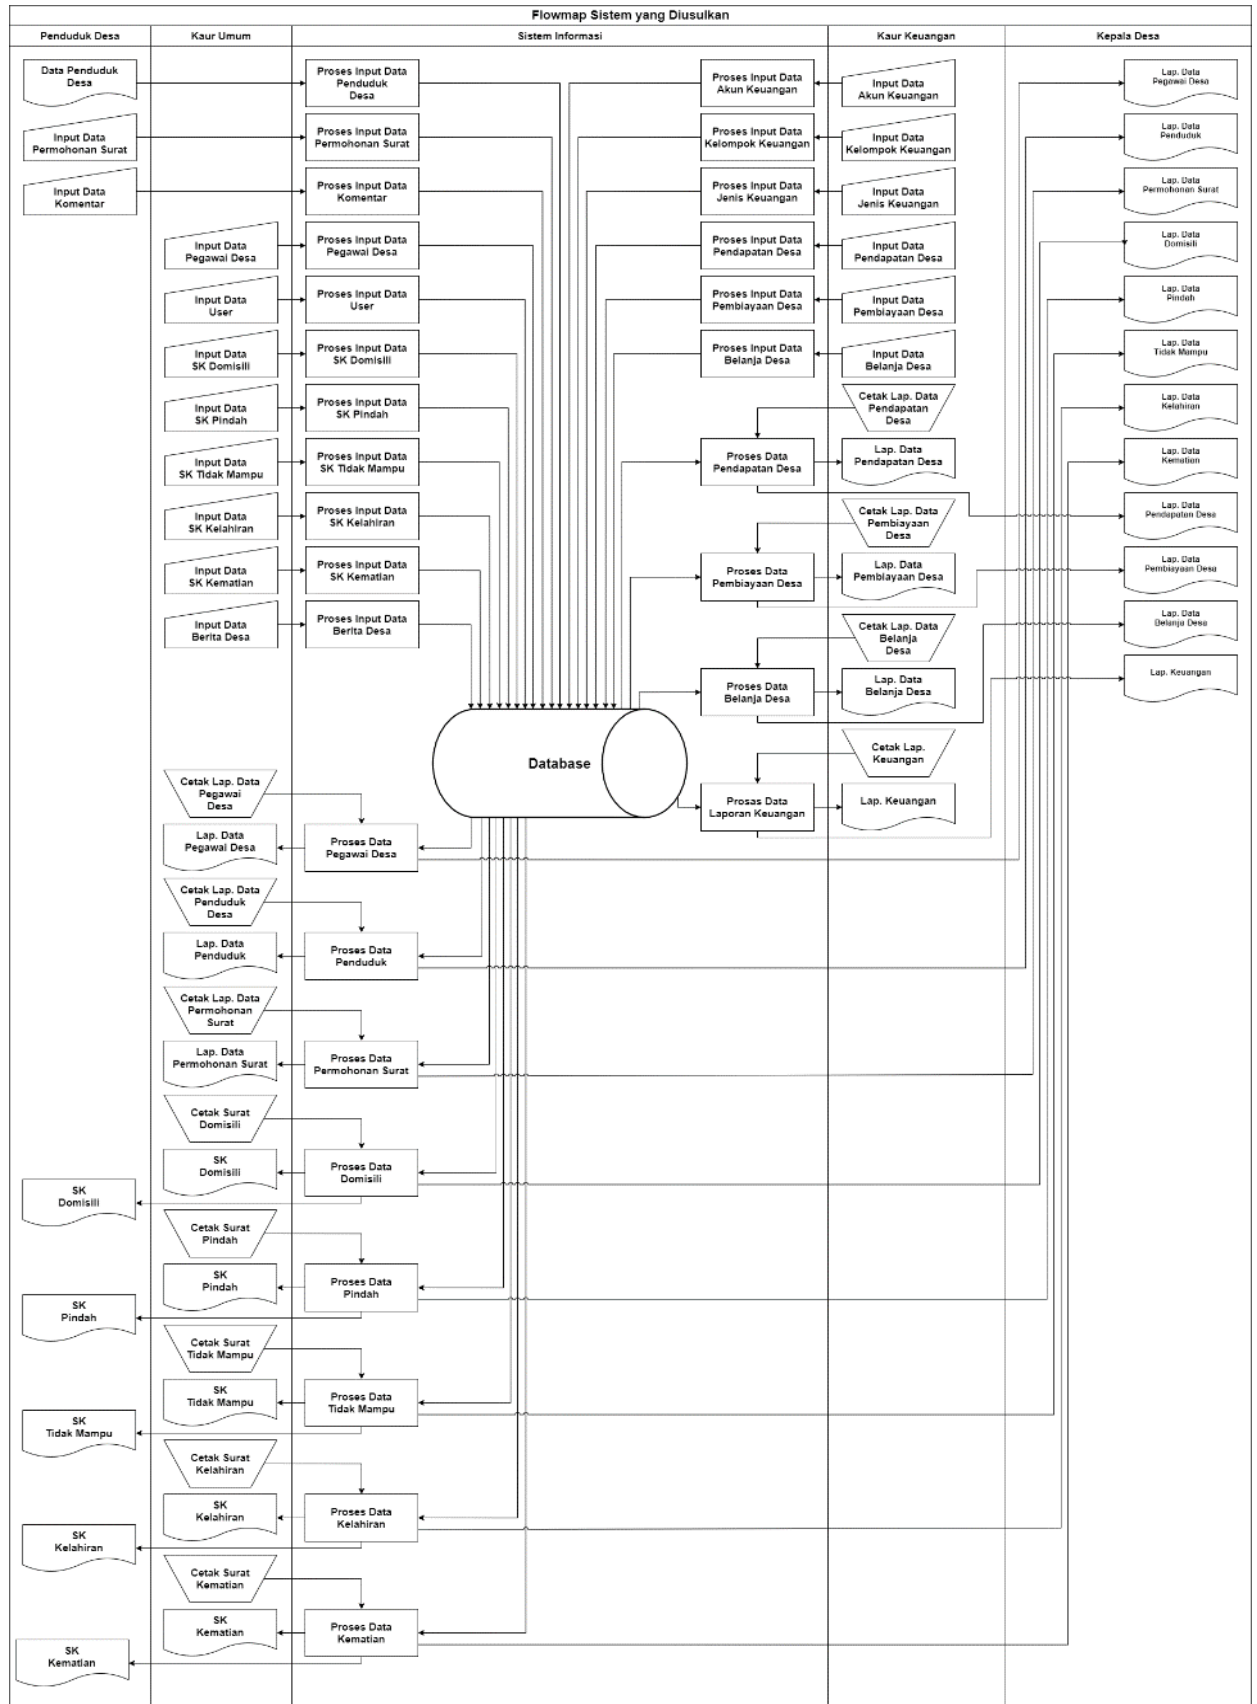 Flowmap Sistem yang Diusulkan
Penduduk Desa
Kaur Umum
Sistem Informasi
Kaur Keuangan
Kepala Desa
Data Penduduk
Desa
Proses Input Data
Penduduk
Desa
Proses Input Data
Akun Keuangan
Input Data
Akun Keuangan
Lap. Data
Pegawai Desa
Input Data
Permohonan Surat
Proses Input Data
Permohonan Surat
Proses Input Data
Kelompok Keuangan
Input Data
Kelompok Keuangan
Lap. Data
Penduduk
Input Data
Komentar
Proses Input Data
Komentar
Proses Input Data
Jenis Keuangan
Input Data
Jenis Keuangan
Lap. Data
Permohonan Surat
Input Data
Pegawai Desa
Proses Input Data
Pegawai Desa
Proses Input Data
Pendapatan Desa
Input Data
Pendapatan Desa
Lap. Data
Domisili
Input Data
User
Proses Input Data
User
Proses Input Data
Pembiayaan Desa
Input Data
Pembiayaan Desa
Lap. Data
Pindah
Input Data
SK Domisili
Proses Input Data
SK Domisili
Proses Input Data
Belanja Desa
Input Data
Belanja Desa
Lap. Data
Tidak Mampu
Input Data
SK Pindah
Proses Input Data
SK Pindah
Cetak Lap. Data
Pendapatan
Desa
Lap. Data
Kelahiran
Input Data
SK Tidak Mampu
Proses Input Data
SK Tidak Mampu
Proses Data
Pendapatan Desa
Lap. Data
Pendapatan Desa
Lap. Data
Kematian
Input Data
SK Kelahiran
Proses Input Data
SK Kelahiran
Cetak Lap. Data
Pembiayaan
Desa
Lap. Data
Pendapatan Desa
Input Data
SK Kematian
Proses Input Data
SK Kematian
Proses Data
Pembiayaan Desa
Lap. Data
Pembiayaan Desa
Lap. Data
Pembiayaan Desa
Input Data
Berita Desa
Proses Input Data
Berita Desa
Cetak Lap. Data
Belanja
Desa
Lap. Data
Belanja Desa
Proses Data
Belanja Desa
Lap. Data
Belanja Desa
Lap. Keuangan
Database
Cetak Lap.
Keuangan
Prosas Data
Laporan Keuangan
Lap. Keuangan
Cetak Lap. Data
Pegawai
Desa
Lap. Data
Pegawai Desa
Proses Data
Pegawai Desa
Cetak Lap. Data
Penduduk
Desa
Lap. Data
Penduduk
Proses Data
Penduduk
Cetak Lap. Data
Permohonan
Surat
Lap. Data
Permohonan Surat
Proses Data
Permohonan Surat
Cetak Surat
Domisili
SK
Domisili
Proses Data
Domisili
SK
Domisili
Cetak Surat
Pindah
SK
Pindah
Proses Data
Pindah
SK
Pindah
Cetak Surat
Tidak Mampu
SK
Tidak Mampu
Proses Data
Tidak Mampu
SK
Tidak Mampu
Cetak Surat
Kelahiran
SK
Kelahiran
Proses Data
Kelahiran
SK
Kelahiran
Cetak Surat
Kematian
SK
Kematian
Proses Data
Kematian
SK
Kematian